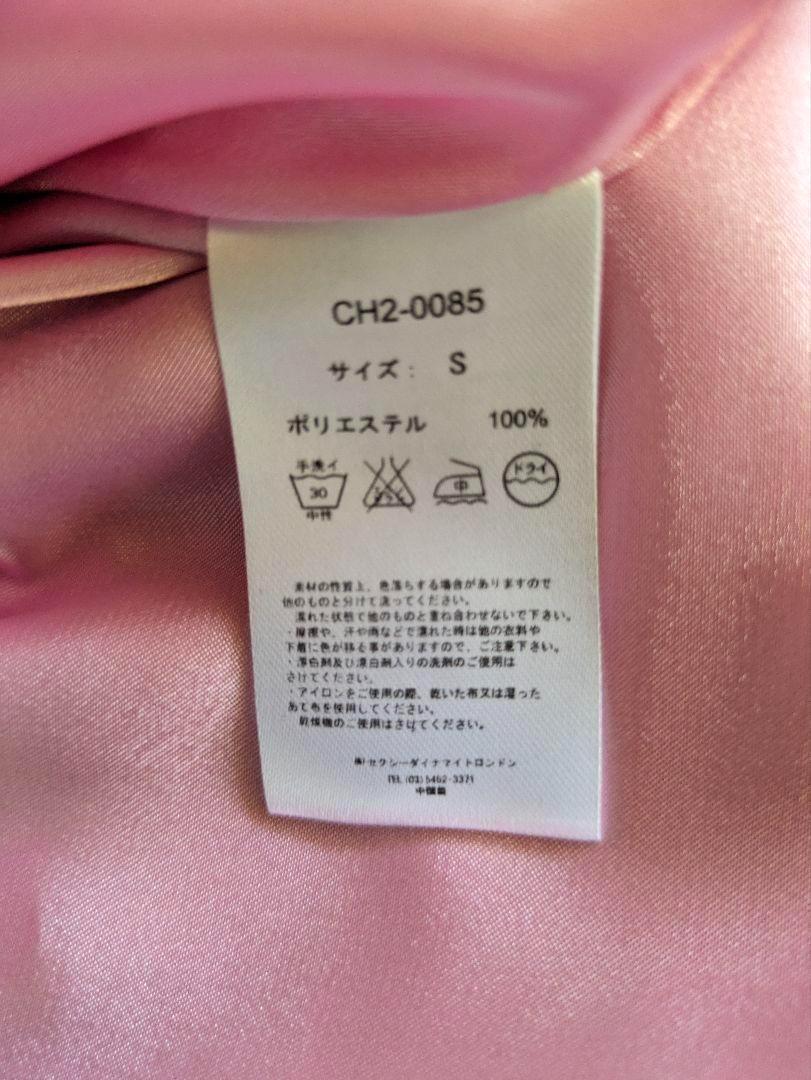 CH2-0085
サイズ： S
ポリエステル 100%
手洗イ ドライ
30 中
中性
素材の性質上、色落ちする場合がありますので
他のものと分けて洗ってください。
濡れた状態で他のものと重ね合わせないで下さい。
・摩擦や、汗や雨などで濡れた時は他の衣料や
下着に色が移る事がありますので、ご注意下さい。
・漂白剤及び漂白剤入りの洗剤のご使用は
さけてください。
・アイロンをご使用の際、乾いた布又は湿った
あて布を使用してください。
乾燥機のご使用はさけてください。
㈱セクシーダイナマイトロンドン
TEL (03) 5462-3371
中国製